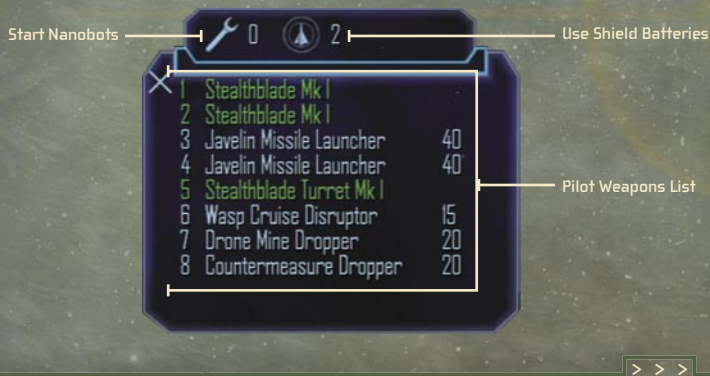 Start Nanobots 0 2 Use Shield Batteries
1 Stealthblade Mk I
2 Stealthblade Mk I
3 Javelin Missile Launcher 40
4 Javelin Missile Launcher 40
5 Stealthblade Turret Mk I
Pilot Weapons List
6 Wasp Cruise Disruptor 15
7 Drone Mine Dropper 20
8 Countermeasure Dropper 20
> > >